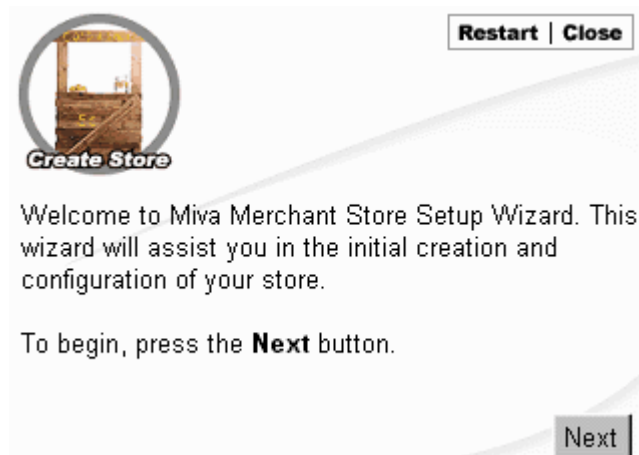 Restart | Close
5¢
Create Store
Welcome to Miva Merchant Store Setup Wizard. This
wizard will assist you in the initial creation and
configuration of your store.
To begin, press the Next button.
Next